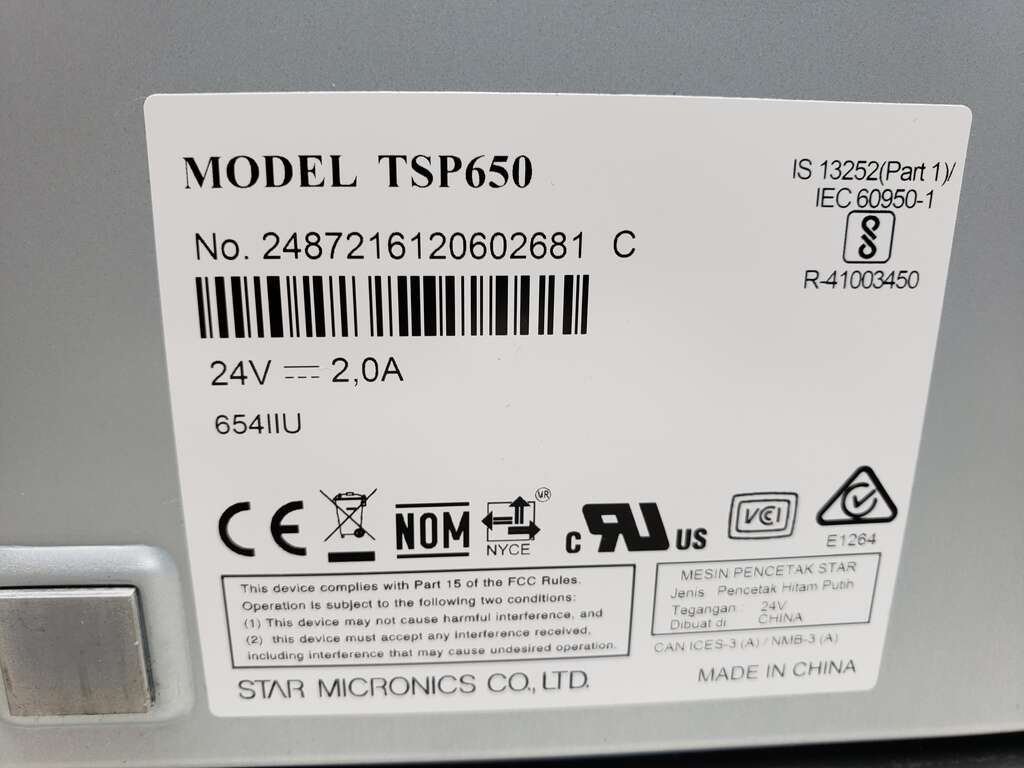 MODEL TSP650
IS 13252(Part 1)/
IEC 60950-1
R-41003450
No. 2487216120602681 C
24V 2,0A
654IIU
CE
NOM
NYCE
MR
c UL US
VCCI
E1264
This device complies with Part 15 of the FCC Rules.
Operation is subject to the following two conditions:
(1) This device may not cause harmful interference, and
(2) this device must accept any interference received,
including interference that may cause undesired operation.
MESIN PENCETAK STAR
Jenis: Pencetak Hitam Putih
Tegangan: 24V
Dibuat di CHINA
CAN ICES-3 (A) / NMB-3 (A)
STAR MICRONICS CO., LTD.
MADE IN CHINA